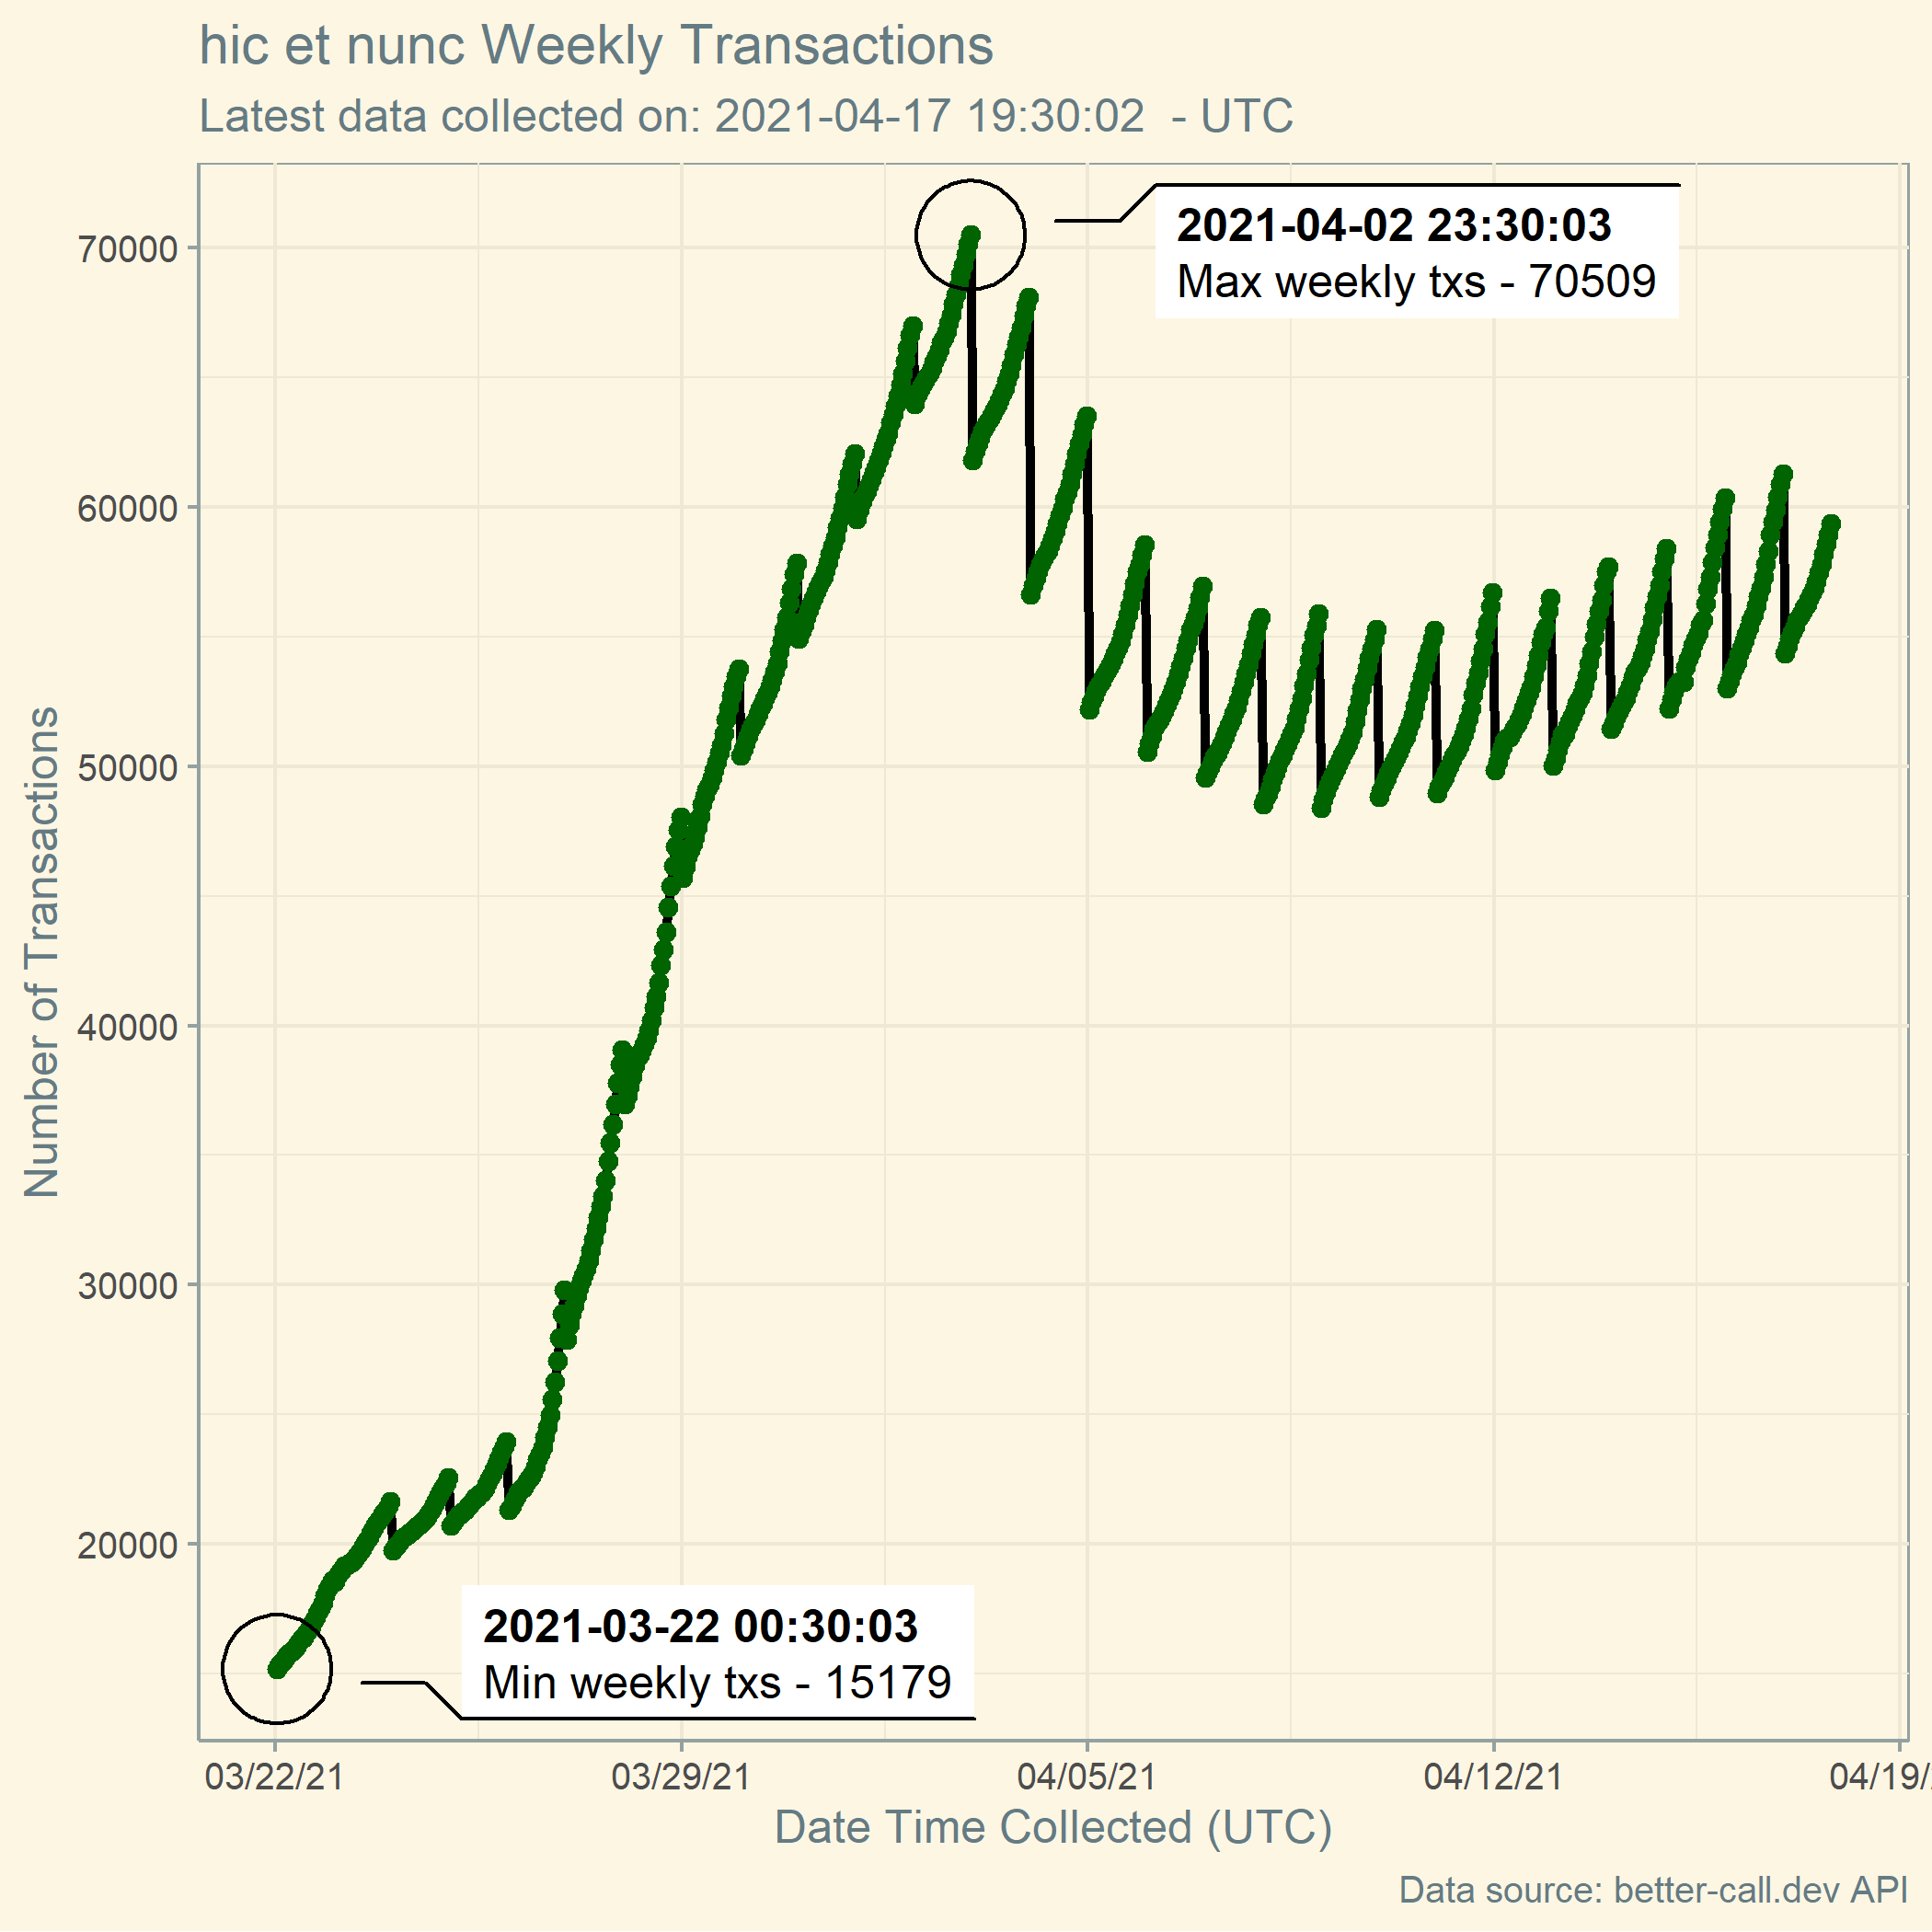 hic et nunc Weekly Transactions
Latest data collected on: 2021-04-17 19:30:02  - UTC
2021-04-02 23:30:03
Max weekly txs - 70509
70000
60000
50000
40000
30000
20000
Number of Transactions
2021-03-22 00:30:03
Min weekly txs - 15179
03/22/21 03/29/21 04/05/21 04/12/21 04/19/
Date Time Collected (UTC)
Data source: better-call.dev API